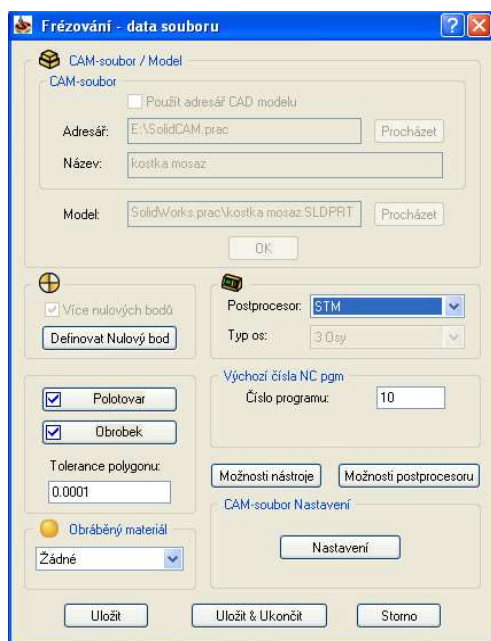 Frézování - data souboru
CAM-soubor / Model
CAM-soubor
Použít adresář CAD modelu
Adresář: E:\SolidCAM.prac Procházet
Název: kostka mosaz
Model: SolidWorks.prac\kostka mosaz.SLDPRT Procházet
OK
Více nulových bodů
Definovat Nulový bod
Postprocesor: STM
Typ os: 3 Osy
Polotovar
Obrobek
Tolerance polygonu:
0.0001
Výchozí čísla NC pgm
Číslo programu: 10
Možnosti nástroje Možnosti postprocesoru
Obráběný materiál
Žádné
CAM-soubor Nastavení
Nastavení
Uložit Uložit & Ukončit Storno